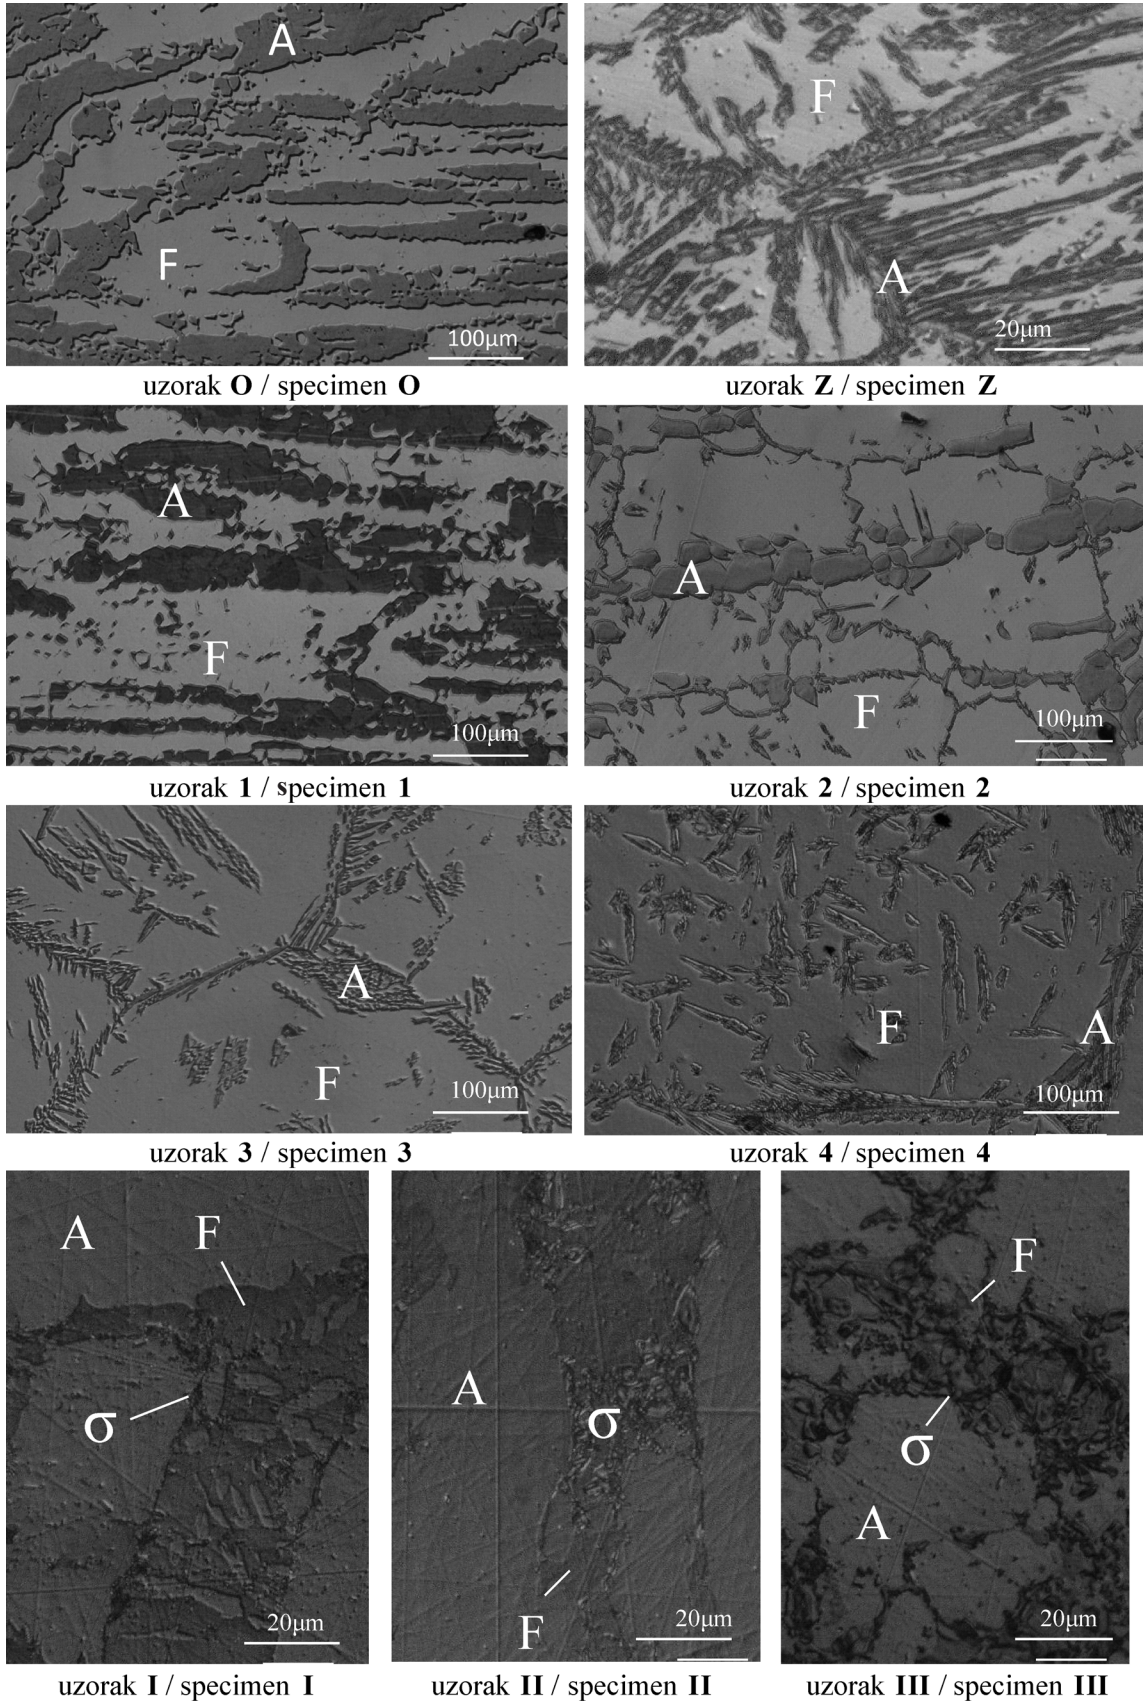 A
F
100μm
F
A
20μm
uzorak O / specimen O
uzorak Z / specimen Z
A
F
100μm
A
F
100μm
uzorak 1 / specimen 1
uzorak 2 / specimen 2
A
F
100μm
F
A
100μm
uzorak 3 / specimen 3
uzorak 4 / specimen 4
A
F
σ
20μm
A
σ
F
20μm
F
σ
A
20μm
uzorak I / specimen I
uzorak II / specimen II
uzorak III / specimen III